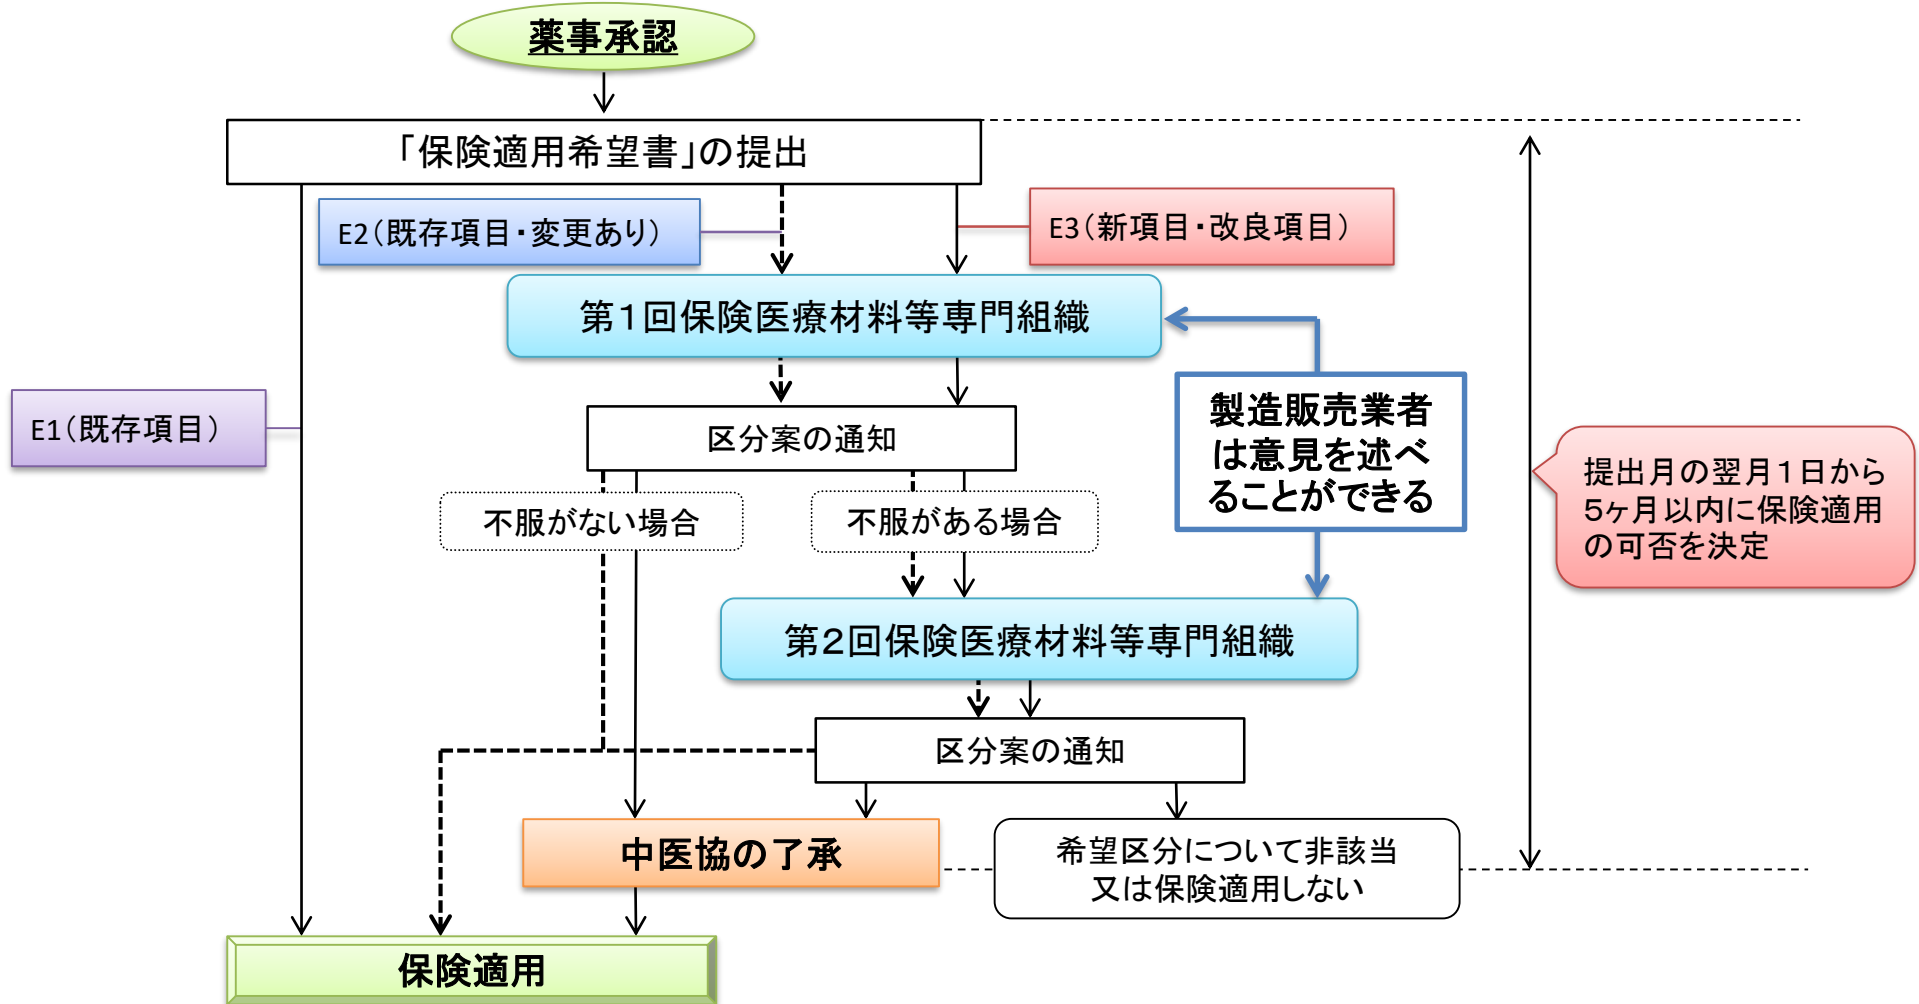 薬事承認
「保険適用希望書」の提出
E2（既存項目・変更あり）
E3（新項目・改良項目）
第１回保険医療材料等専門組織
E1（既存項目）
区分案の通知
製造販売業者
は意見を述べ
ることができる
提出月の翌月１日から
５ヶ月以内に保険適用
の可否を決定
不服がない場合
不服がある場合
第２回保険医療材料等専門組織
区分案の通知
中医協の了承
希望区分について非該当
又は保険適用しない
保険適用